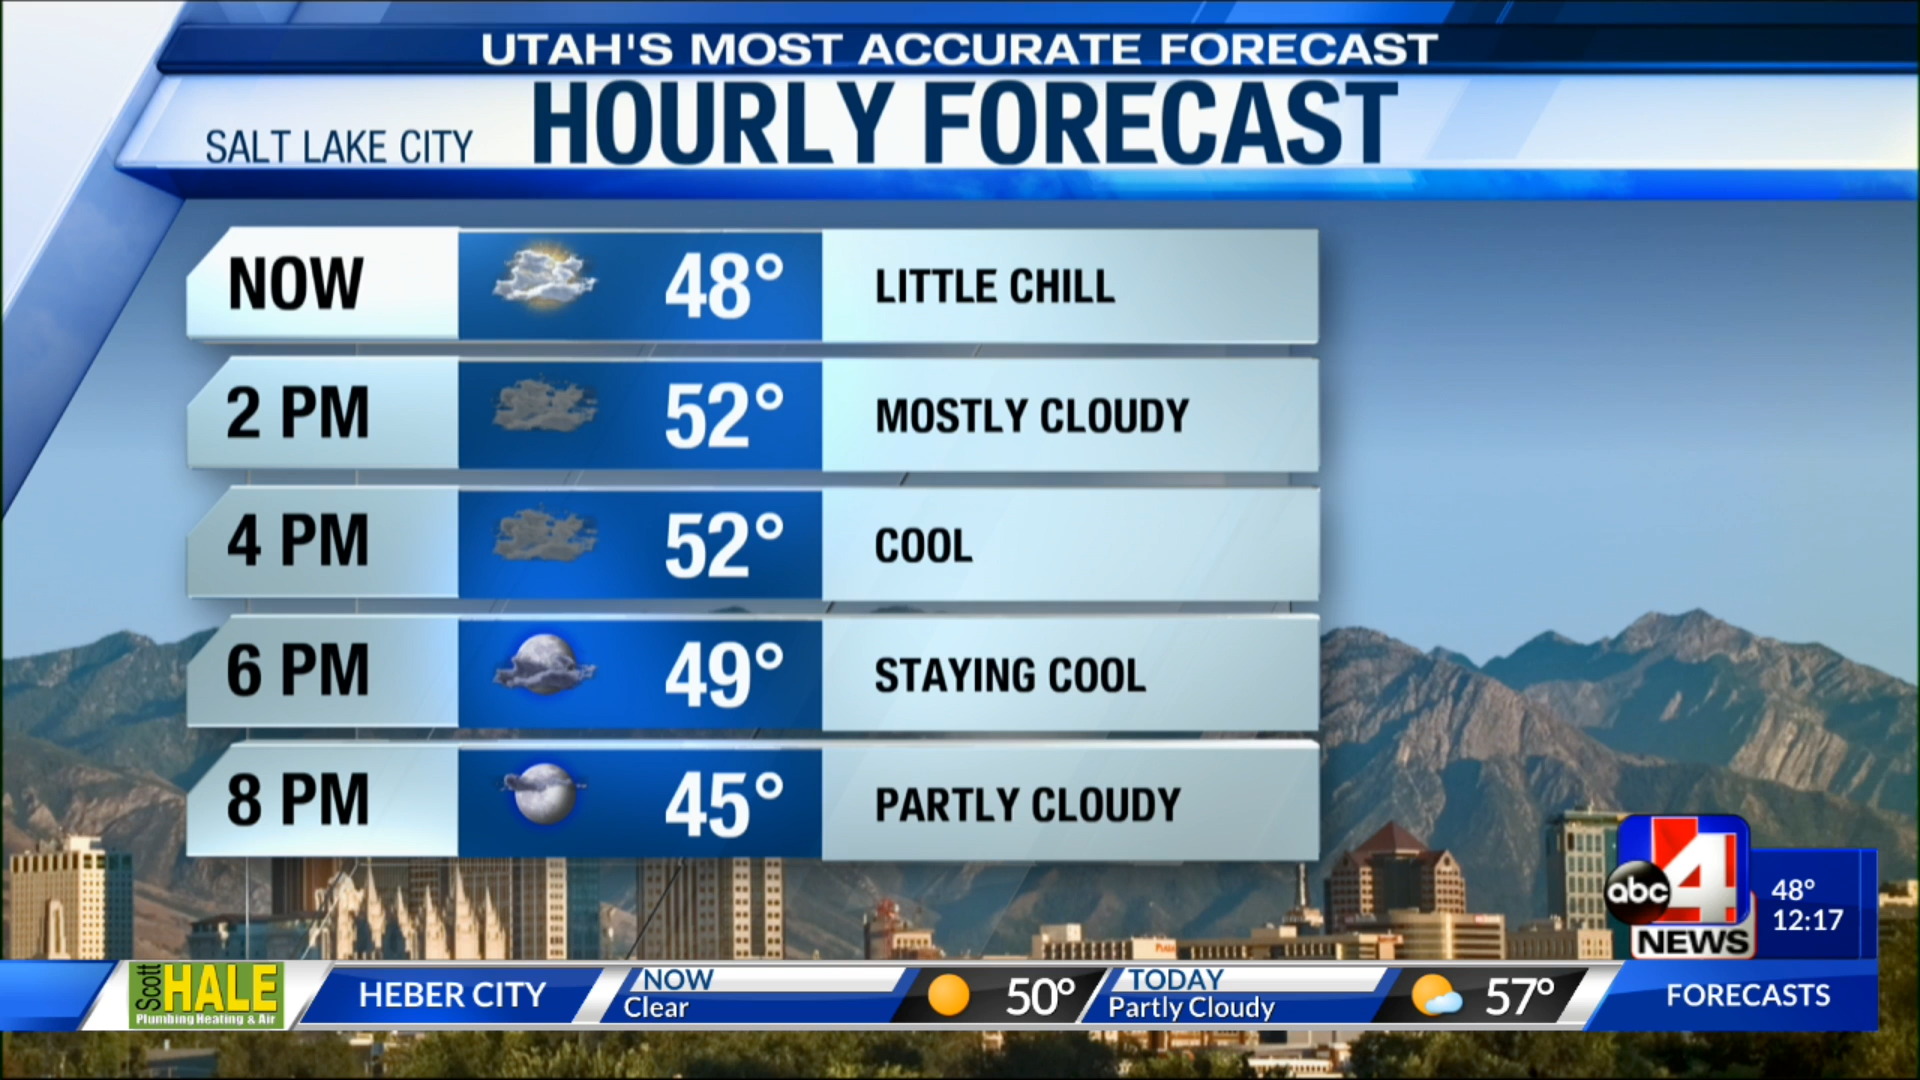 UTAH'S MOST ACCURATE FORECAST
SALT LAKE CITY HOURLY FORECAST
NOW 48° LITTLE CHILL
2 PM 52° MOSTLY CLOUDY
4 PM 52° COOL
6 PM 49° STAYING COOL
8 PM 45° PARTLY CLOUDY
PLAZA
abc 4 NEWS
48°
12:17
Scott HALE
Plumbing Heating & Air
HEBER CITY
NOW
Clear
50°
TODAY
Partly Cloudy
57°
FORECASTS